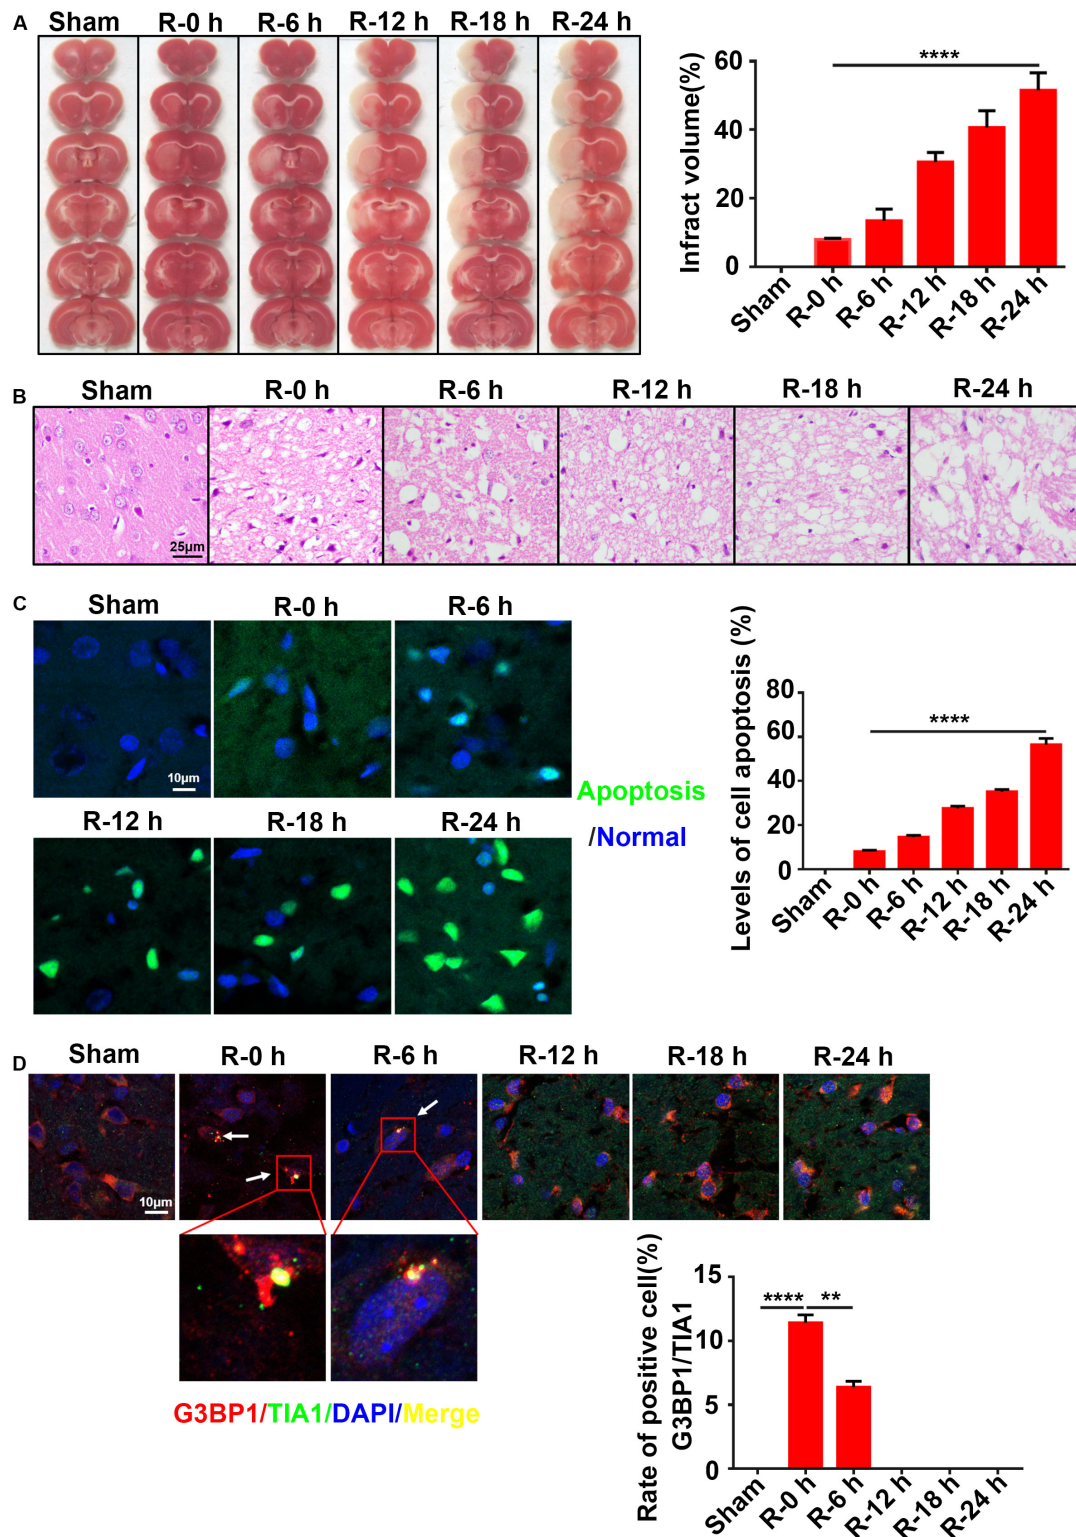 A
Sham R-0 h R-6 h R-12 h R-18 h R-24 h
Infract volume(%)
60
40
20
0
****
Sham R-0 h R-6 h R-12 h R-18 h R-24 h
B
Sham R-0 h R-6 h R-12 h R-18 h R-24 h
25μm
C
Sham R-0 h R-6 h
10μm
R-12 h R-18 h R-24 h
Apoptosis
/Normal
Levels of cell apoptosis (%)
80
60
40
20
0
****
Sham R-0 h R-6 h R-12 h R-18 h R-24 h
D
Sham R-0 h R-6 h R-12 h R-18 h R-24 h
10μm
G3BP1/TIA1/DAPI/Merge
Rate of positive cell(%)
G3BP1/TIA1
15
10
5
0
**** **
Sham R-0 h R-6 h R-12 h R-18 h R-24 h